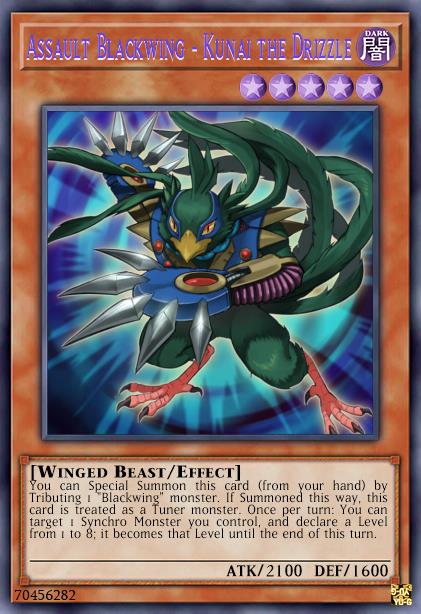 Assault Blackwing - Kunai the Drizzle
DARK
闇
[Winged Beast/Effect]
You can Special Summon this card (from your hand) by
Tributing 1 "Blackwing" monster. If Summoned this way, this
card is treated as a Tuner monster. Once per turn: You can
target 1 Synchro Monster you control, and declare a Level
from 1 to 8; it becomes that Level until the end of this turn.
ATK/2100 DEF/1600
70456282